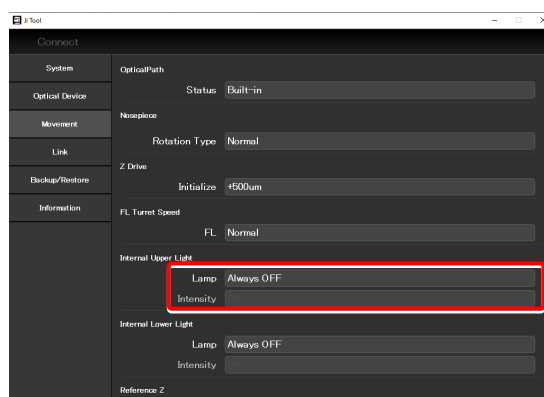 Ji Tool
Connect
System
Optical Device
Movement
Link
Backup/Restore
Information
OpticalPath
Status Built-in
Nosepiece
Rotation Type Normal
Z Drive
Initialize +500um
FL Turret Speed
FL Normal
Internal Upper Light
Lamp Always OFF
Intensity
Internal Lower Light
Lamp Always OFF
Intensity
Reference Z